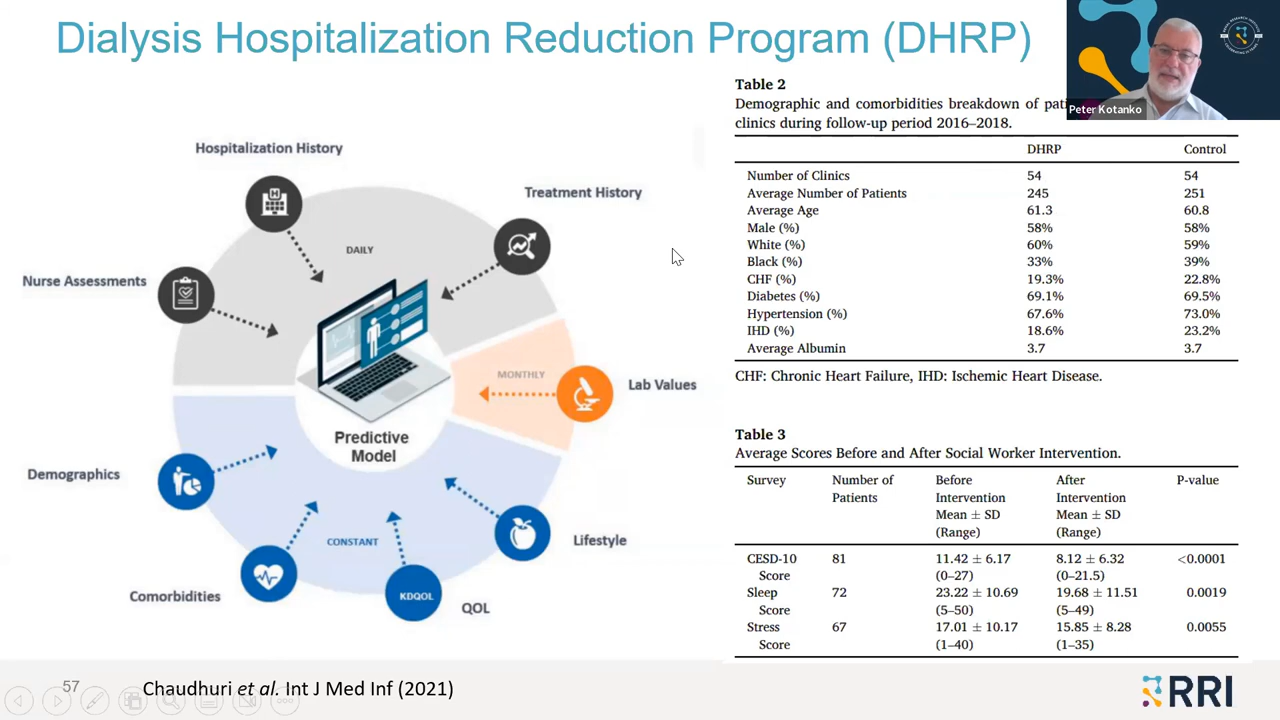 Dialysis Hospitalization Reduction Program (DHRP)
Peter Kotanko
Hospitalization History
Treatment History
Nurse Assessments
DAILY
MONTHLY
Lab Values
Predictive
Model
Demographics
CONSTANT
Lifestyle
Comorbidities
KDQOL
QOL
Table 2
Demographic and comorbidities breakdown of
clinics during follow-up period 2016–2018.
DHRP Control
Number of Clinics 54 54
Average Number of Patients 245 251
Average Age 61.3 60.8
Male (%) 58% 58%
White (%) 60% 59%
Black (%) 33% 39%
CHF (%) 19.3% 22.8%
Diabetes (%) 69.1% 69.5%
Hypertension (%) 67.6% 73.0%
IHD (%) 18.6% 23.2%
Average Albumin 3.7 3.7
CHF: Chronic Heart Failure, IHD: Ischemic Heart Disease.
Table 3
Average Scores Before and After Social Worker Intervention.
Survey Number of Before After P-value
Patients Intervention Intervention
Mean ± SD Mean ± SD
(Range) (Range)
CESD-10 81 11.42 ± 6.17 8.12 ± 6.32 <0.0001
Score (0–27) (0–21.5)
Sleep 72 23.22 ± 10.69 19.68 ± 11.51 0.0019
Score (5–50) (5–49)
Stress 67 17.01 ± 10.17 15.85 ± 8.28 0.0055
Score (1–40) (1–35)
57
Chaudhuri et al. Int J Med Inf (2021)
RRI